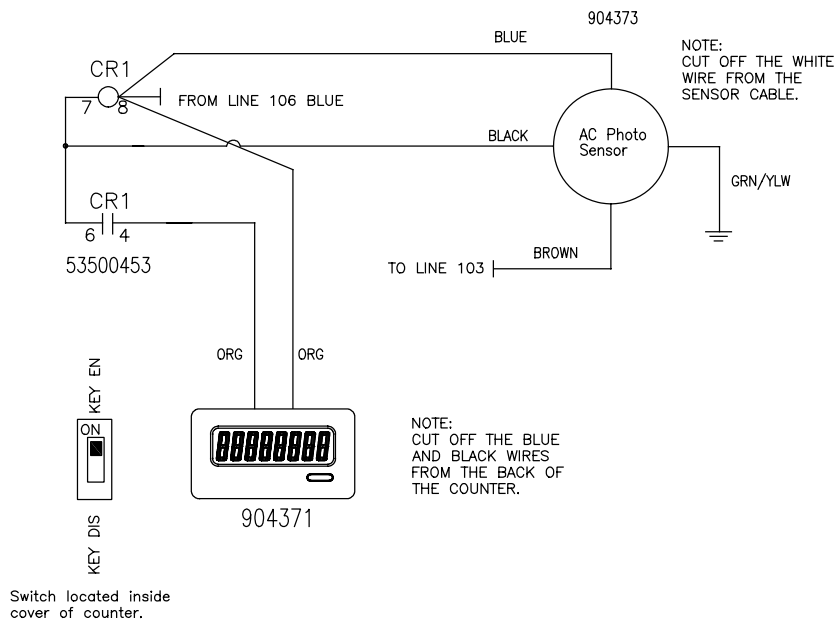 904373
BLUE
NOTE:
CUT OFF THE WHITE
WIRE FROM THE
SENSOR CABLE.
CR1
7 8
FROM LINE 106 BLUE
BLACK
AC Photo
Sensor
GRN/YLW
CR1
6 4
53500453
BROWN
TO LINE 103
ORG ORG
KEY EN
ON
KEY DIS
88888888
904371
NOTE:
CUT OFF THE BLUE
AND BLACK WIRES
FROM THE BACK OF
THE COUNTER.
Switch located inside
cover of counter.